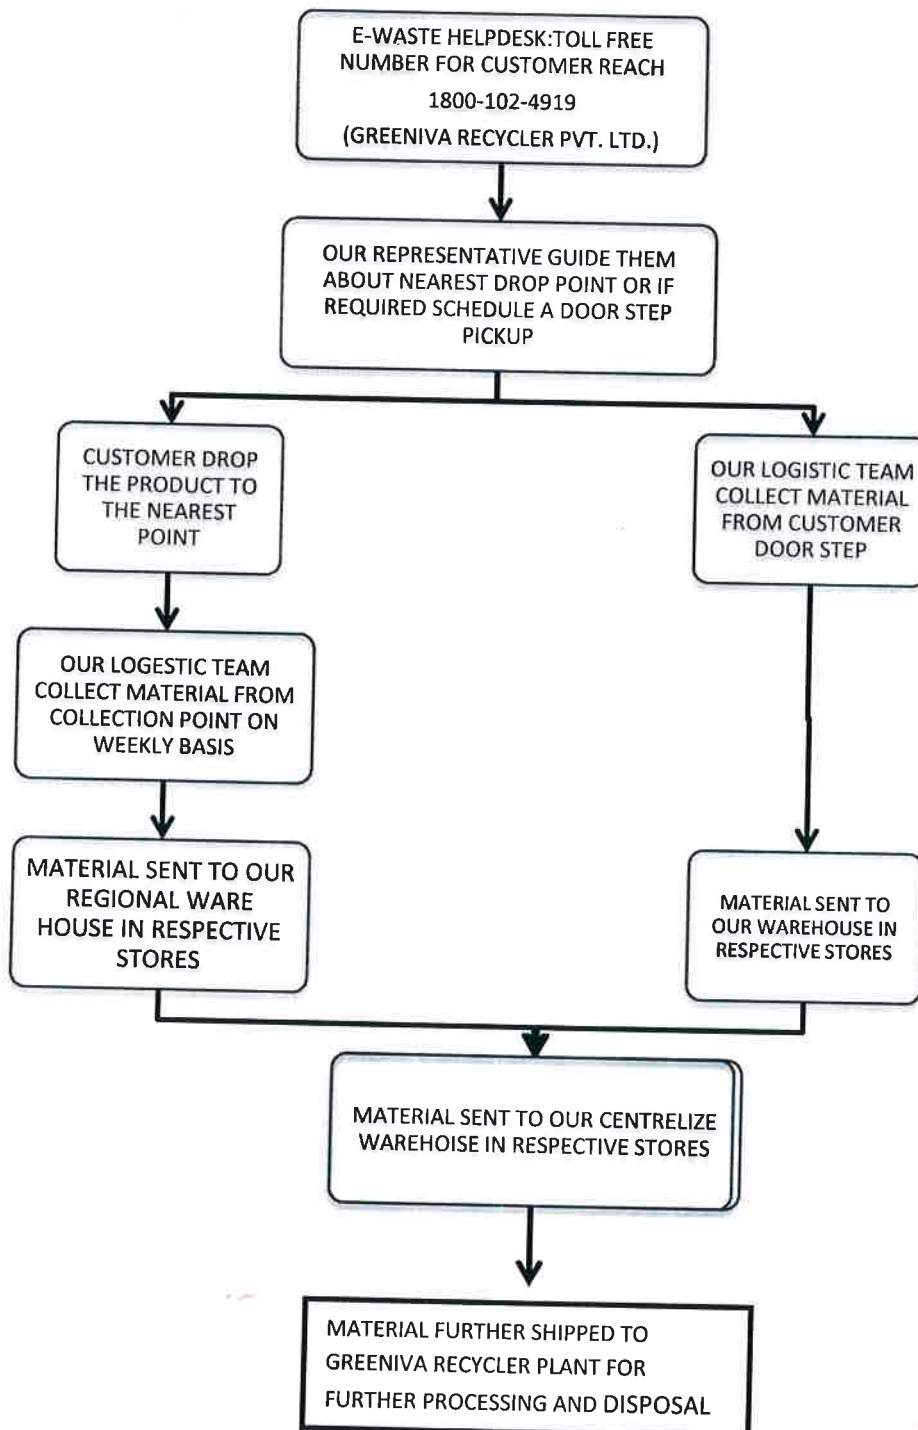 E-WASTE HELPDESK:TOLL FREE
NUMBER FOR CUSTOMER REACH
1800-102-4919
(GREENIVA RECYCLER PVT. LTD.)
OUR REPRESENTATIVE GUIDE THEM
ABOUT NEAREST DROP POINT OR IF
REQUIRED SCHEDULE A DOOR STEP
PICKUP
CUSTOMER DROP
THE PRODUCT TO
THE NEAREST
POINT
OUR LOGISTIC TEAM
COLLECT MATERIAL
FROM CUSTOMER
DOOR STEP
OUR LOGESTIC TEAM
COLLECT MATERIAL FROM
COLLECTION POINT ON
WEEKLY BASIS
MATERIAL SENT TO OUR
REGIONAL WARE
HOUSE IN RESPECTIVE
STORES
MATERIAL SENT TO
OUR WAREHOUSE IN
RESPECTIVE STORES
MATERIAL SENT TO OUR CENTRELIZE
WAREHOISE IN RESPECTIVE STORES
MATERIAL FURTHER SHIPPED TO
GREENIVA RECYCLER PLANT FOR
FURTHER PROCESSING AND DISPOSAL